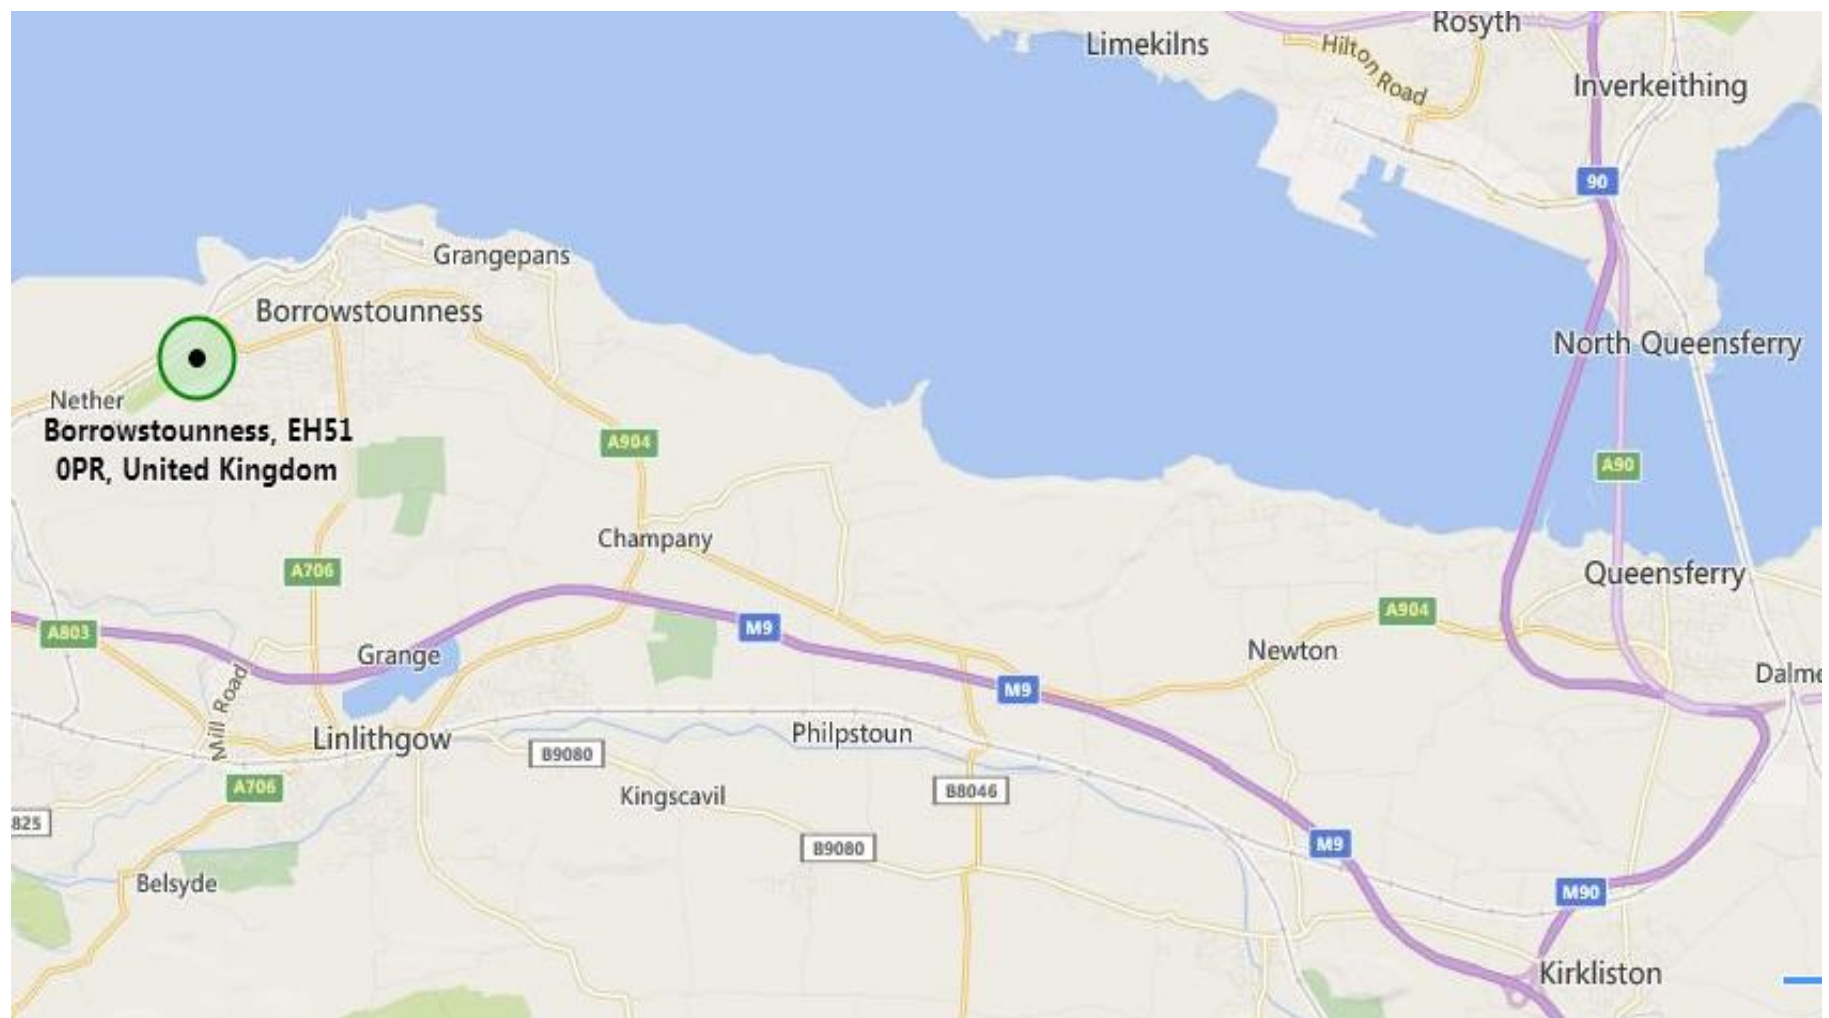 Rosyth
Limekilns
Hilton Road
Inverkeithing
90
Grangepans
Borrowstounness
North Queensferry
Nether
Borrowstounness, EH51
0PR, United Kingdom
A904
A90
Champany
A706
Queensferry
A904
A803
M9
Newton
Grange
Dalme
M9
Mill Road
Linlithgow
Philpstoun
B9080
A706
B8046
Kingscavil
825
M9
B9080
Belsyde
M90
Kirkliston